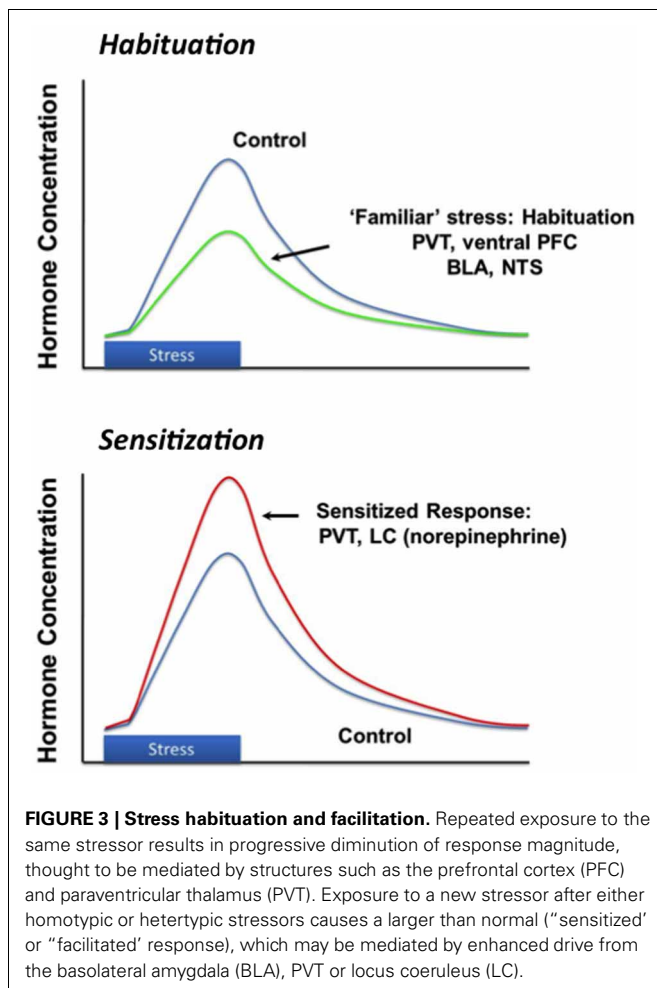 Habituation
Hormone Concentration
Control
‘Familiar’ stress: Habituation
PVT, ventral PFC
BLA, NTS
Stress
Sensitization
Hormone Concentration
Sensitized Response:
PVT, LC (norepinephrine)
Control
Stress
FIGURE 3 | Stress habituation and facilitation. Repeated exposure to the
same stressor results in progressive diminution of response magnitude,
thought to be mediated by structures such as the prefrontal cortex (PFC)
and paraventricular thalamus (PVT). Exposure to a new stressor after either
homotypic or hetertypic stressors causes a larger than normal (“sensitized’
or “facilitated’ response), which may be mediated by enhanced drive from
the basolateral amygdala (BLA), PVT or locus coeruleus (LC).